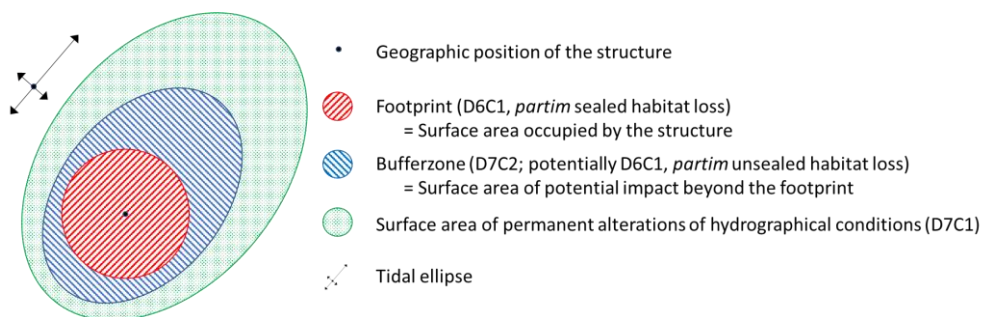 Geographic position of the structure
Footprint (D6C1, partim sealed habitat loss)
= Surface area occupied by the structure
Bufferzone (D7C2; potentially D6C1, partim unsealed habitat loss)
= Surface area of potential impact beyond the footprint
Surface area of permanent alterations of hydrographical conditions (D7C1)
Tidal ellipse